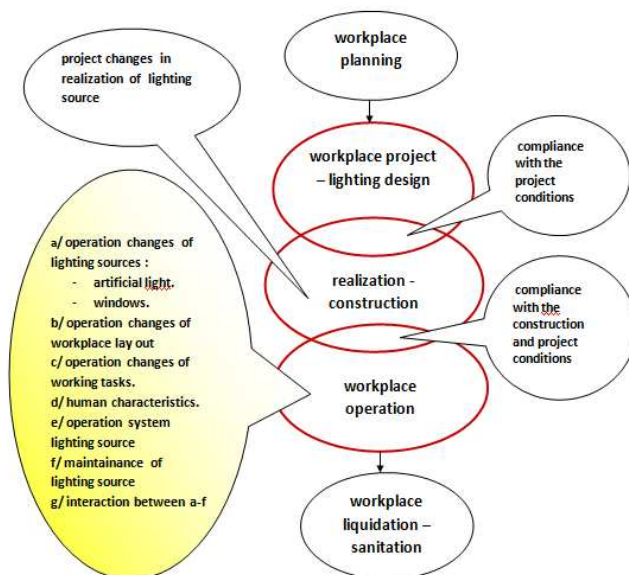 workplace
planning
project changes in
realization of lighting
source
workplace project
– lighting design
compliance
with the
project
conditions
realization -
construction
compliance
with the
construction
and project
conditions
a/ operation changes of
lighting sources :
- artificial light.
- windows.
b/ operation changes of
workplace lay out
c/ operation changes of
working tasks.
d/ human characteristics.
e/ operation system
lighting source
f/ maintainance of
lighting source
g/ interaction between a-f
workplace
operation
workplace
liquidation –
sanitation